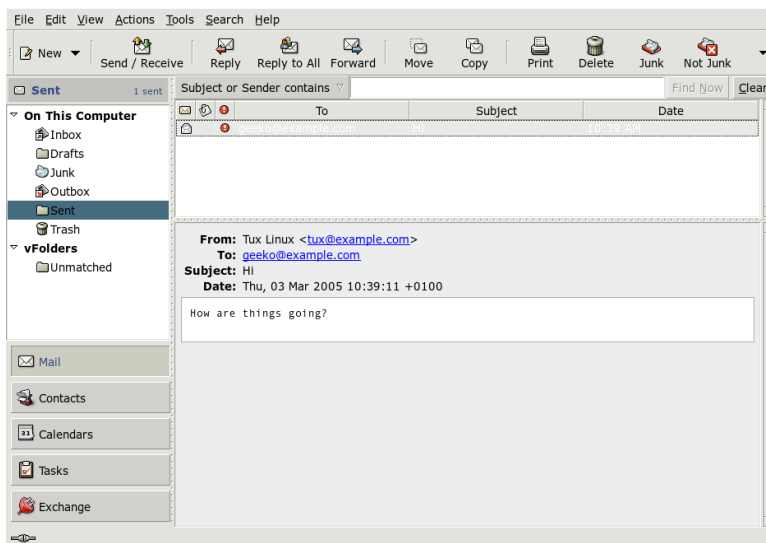 File Edit View Actions Tools Search Help
New Send / Receive Reply Reply to All Forward Move Copy Print Delete Junk Not Junk
Sent 1 sent Subject or Sender contains Find Now Clear
To Subject Date
geeko@example.com Hi 10:39 AM
On This Computer
Inbox
Drafts
Junk
Outbox
Sent
Trash
vFolders
Unmatched
From: Tux Linux <tux@example.com>
To: geeko@example.com
Subject: Hi
Date: Thu, 03 Mar 2005 10:39:11 +0100
How are things going?
Mail
Contacts
31 Calendars
Tasks
Exchange